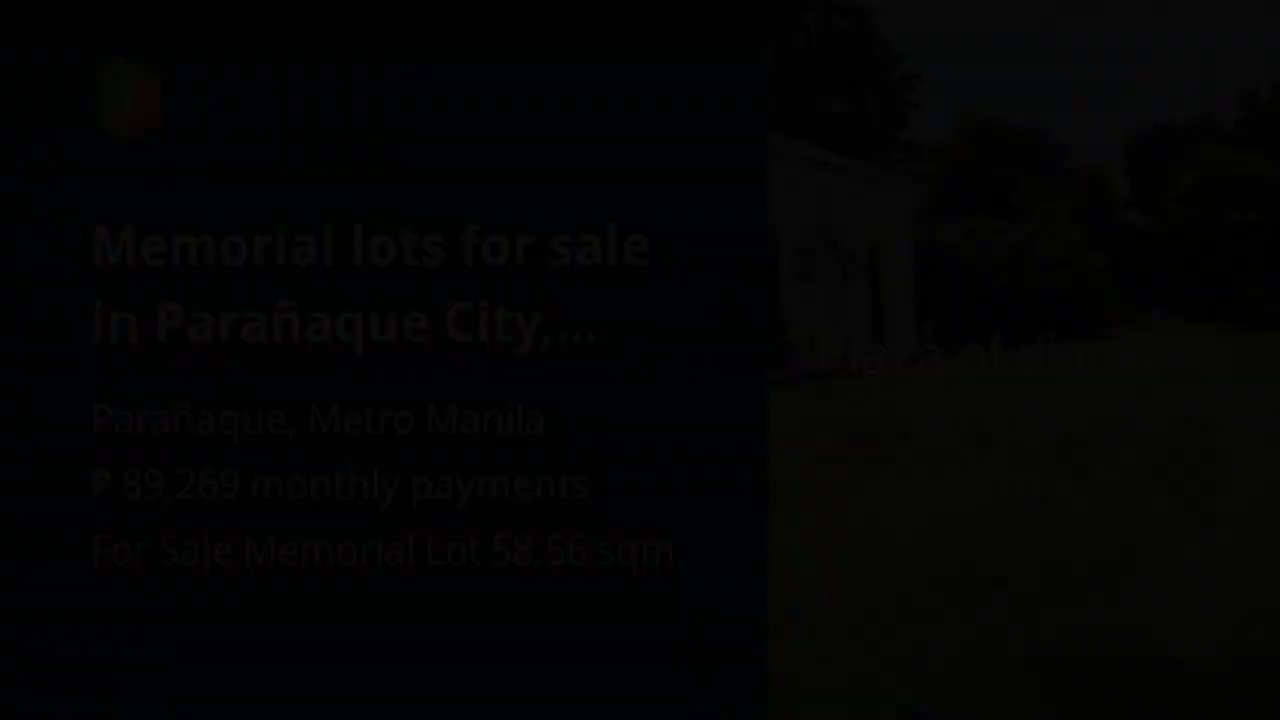 Memorial lots for sale
in Parañaque City,...
Parañaque, Metro Manila
₱ 89,269 monthly payments
For Sale Memorial Lot 58.56 sqm